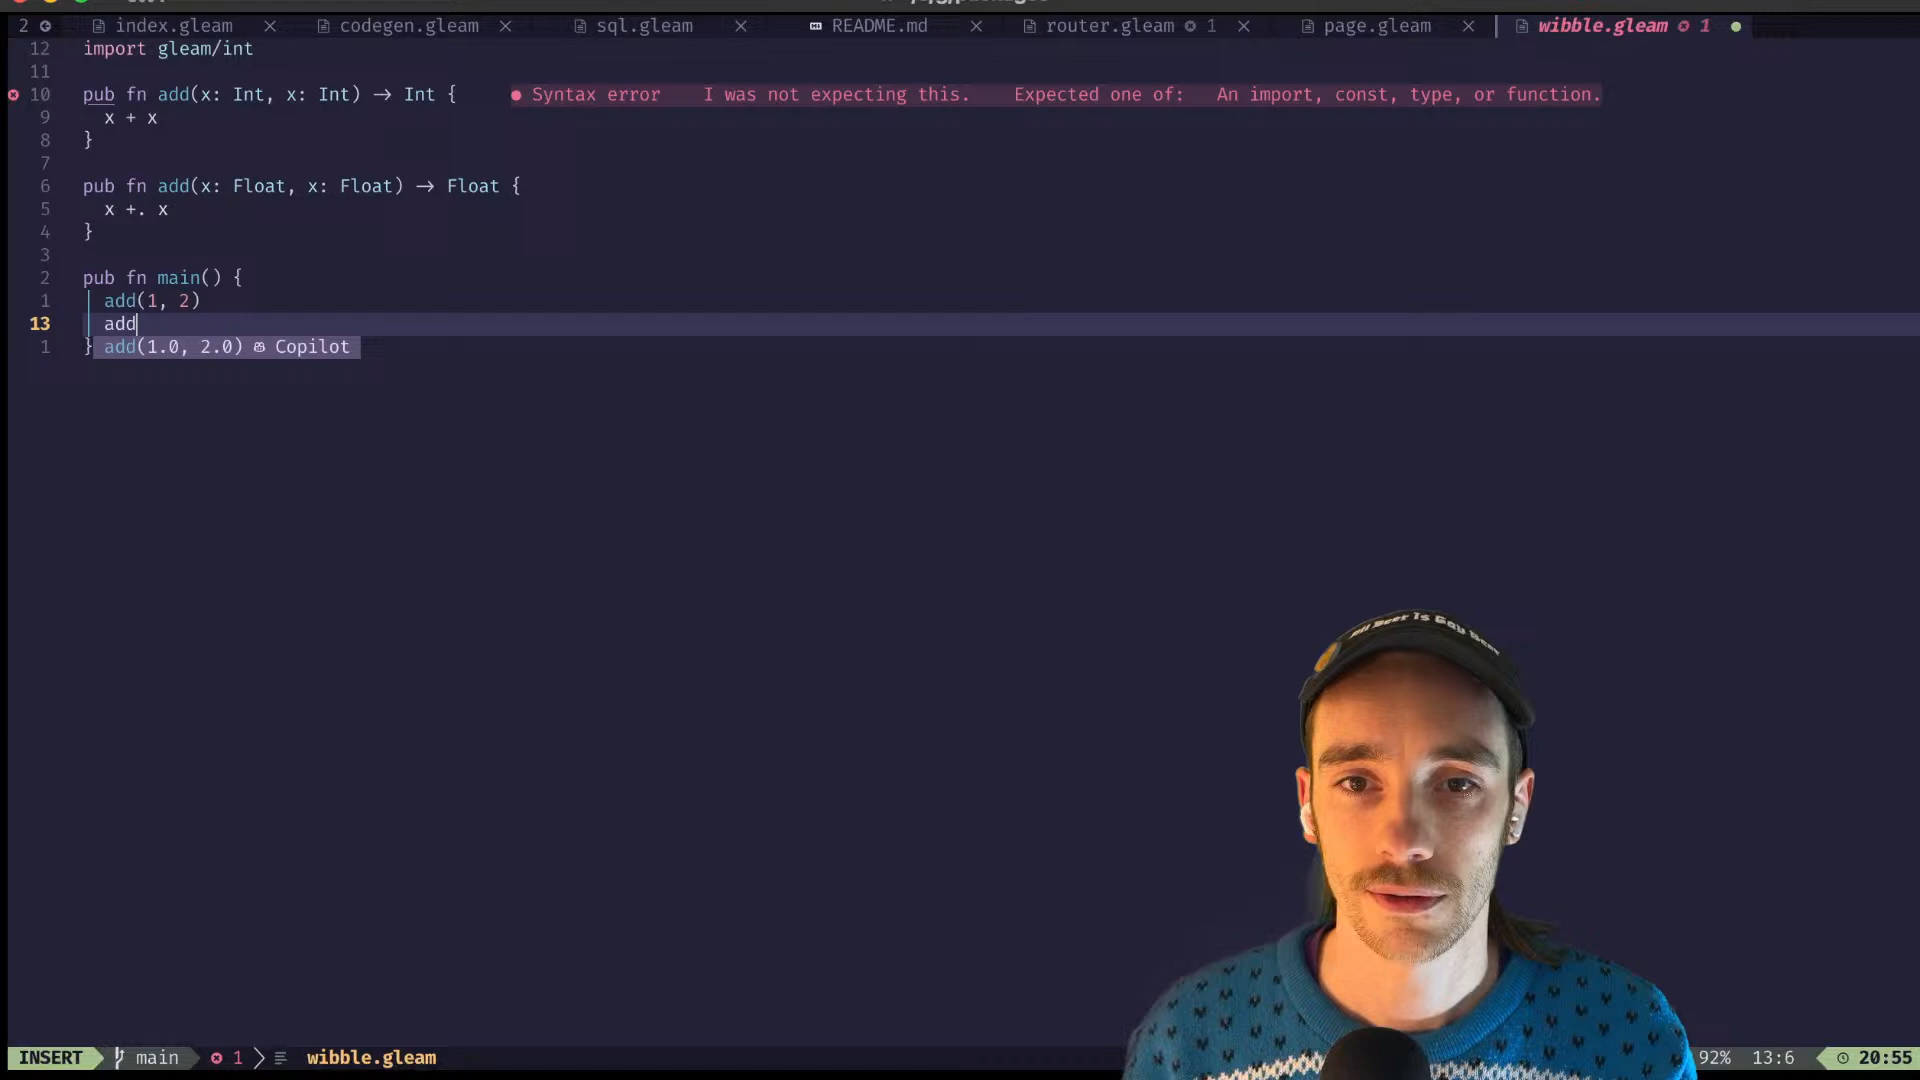 2 index.gleam codegen.gleam sql.gleam README.md router.gleam 1 page.gleam wibble.gleam 1
12 import gleam/int
11
10 pub fn add(x: Int, x: Int) → Int { Syntax error I was not expecting this. Expected one of: An import, const, type, or function.
9 x + x
8 }
7
6 pub fn add(x: Float, x: Float) → Float {
5 x +. x
4 }
3
2 pub fn main() {
1 add(1, 2)
13 add
1 } add(1.0, 2.0) Copilot
Beer Is Gay Beer
INSERT main 1 wibble.gleam 92% 13:6 20:55